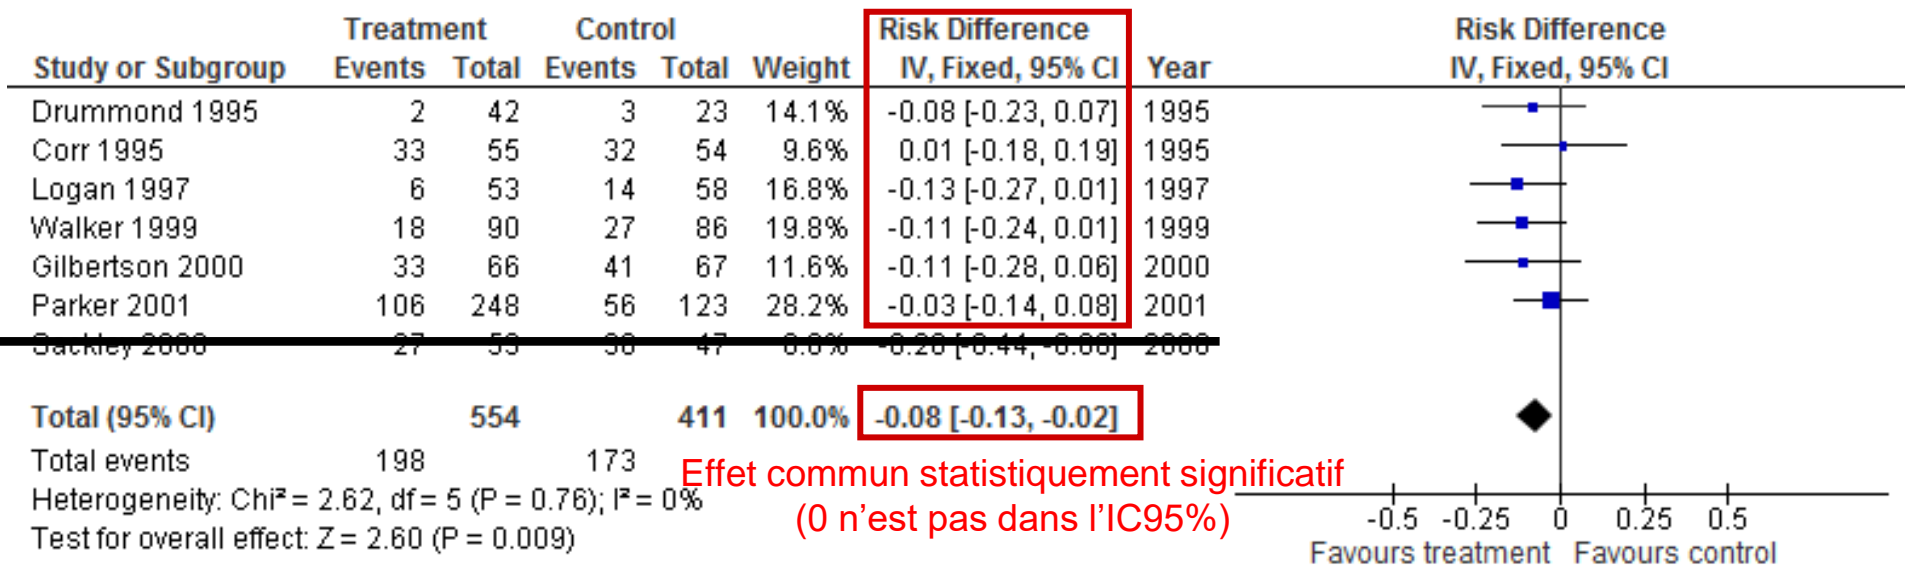 Treatment Control Risk Difference Risk Difference
Study or Subgroup Events Total Events Total Weight IV, Fixed, 95% CI Year IV, Fixed, 95% CI
Drummond 1995 2 42 3 23 14.1% -0.08 [-0.23, 0.07] 1995
Corr 1995 33 55 32 54 9.6% 0.01 [-0.18, 0.19] 1995
Logan 1997 6 53 14 58 16.8% -0.13 [-0.27, 0.01] 1997
Walker 1999 18 90 27 86 19.8% -0.11 [-0.24, 0.01] 1999
Gilbertson 2000 33 66 41 67 11.6% -0.11 [-0.28, 0.06] 2000
Parker 2001 106 248 56 123 28.2% -0.03 [-0.14, 0.08] 2001
27 47
Total (95% CI) 554 411 100.0% -0.08 [-0.13, -0.02]
Total events 198 173
Effet commun statistiquement significatif
(0 n'est pas dans l'IC95%)
Heterogeneity: Chi² = 2.62, df = 5 (P = 0.76); I² = 0%
Test for overall effect: Z = 2.60 (P = 0.009)
-0.5 -0.25 0 0.25 0.5
Favours treatment Favours control